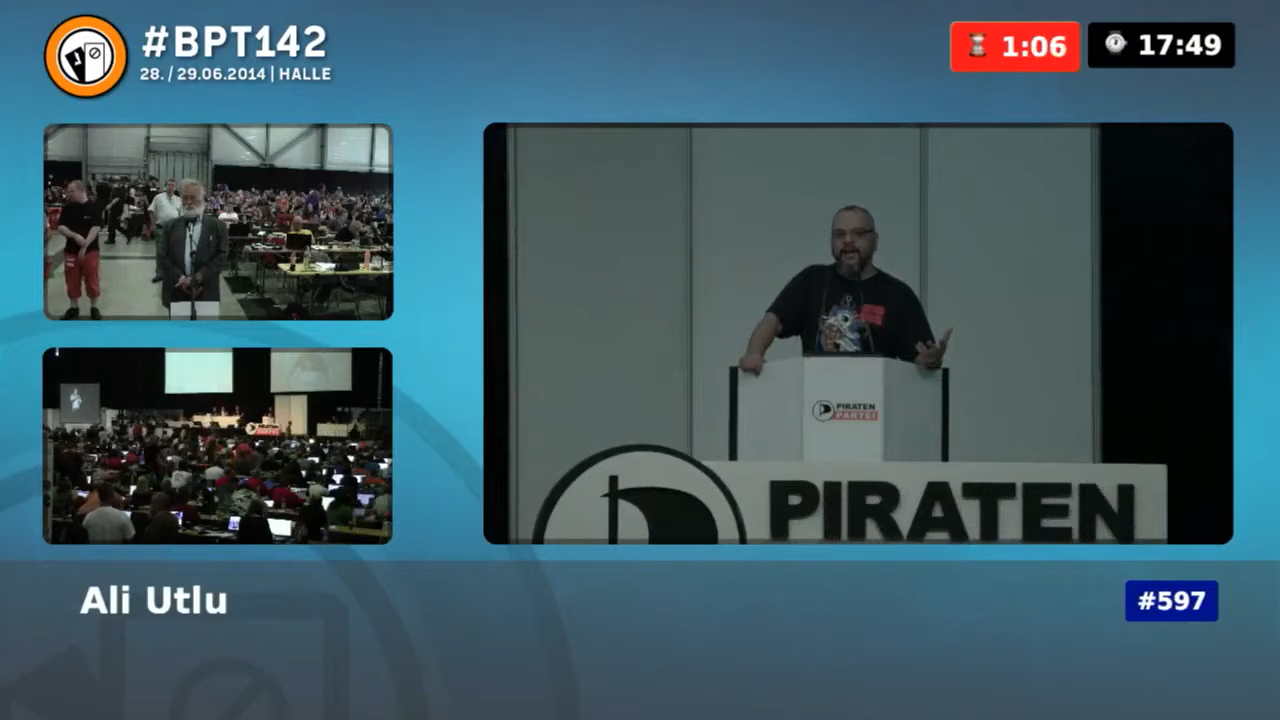 #BPT142
28. / 29.06.2014 | HALLE
1:06
17:49
PIRATEN
PARTEI
PIRATEN
Ali Utlu
#597